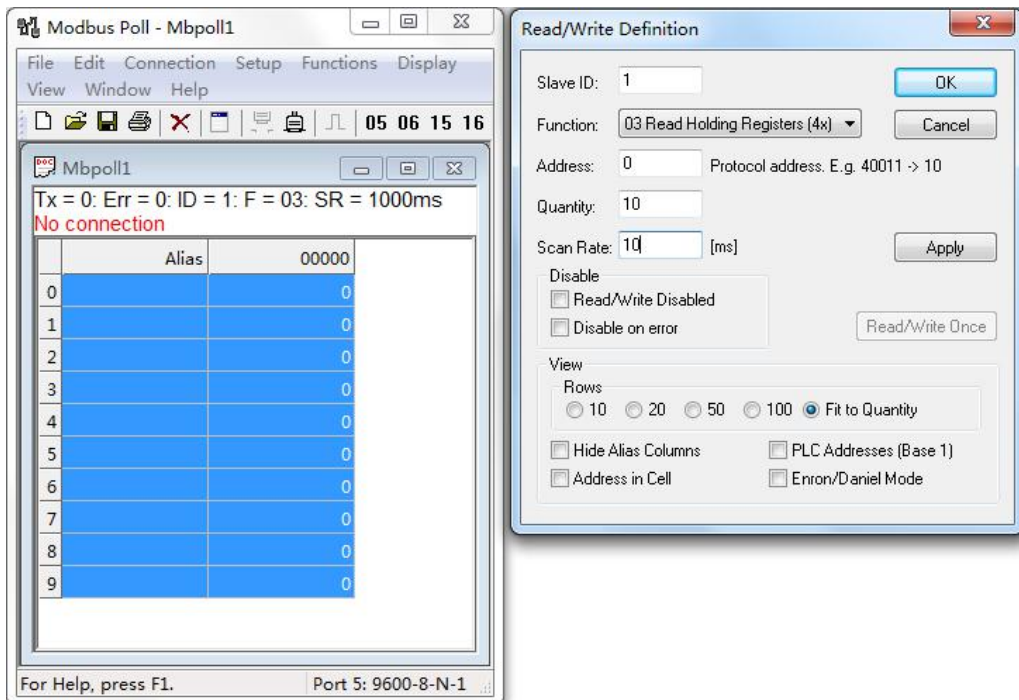 Modbus Poll - Mbpoll1
File Edit Connection Setup Functions Display
View Window Help
05 06 15 16
Mbpoll1
Tx = 0: Err = 0: ID = 1: F = 03: SR = 1000ms
No connection
Alias 00000
0 0
1 0
2 0
3 0
4 0
5 0
6 0
7 0
8 0
9 0
For Help, press F1. Port 5: 9600-8-N-1
Read/Write Definition
Slave ID: 1 OK
Function: 03 Read Holding Registers (4x) Cancel
Address: 0 Protocol address. E.g. 40011 -> 10
Quantity: 10
Scan Rate: 10 [ms] Apply
Disable
Read/Write Disabled
Disable on error Read/Write Once
View
Rows
10 20 50 100 Fit to Quantity
Hide Alias Columns PLC Addresses (Base 1)
Address in Cell Enron/Daniel Mode